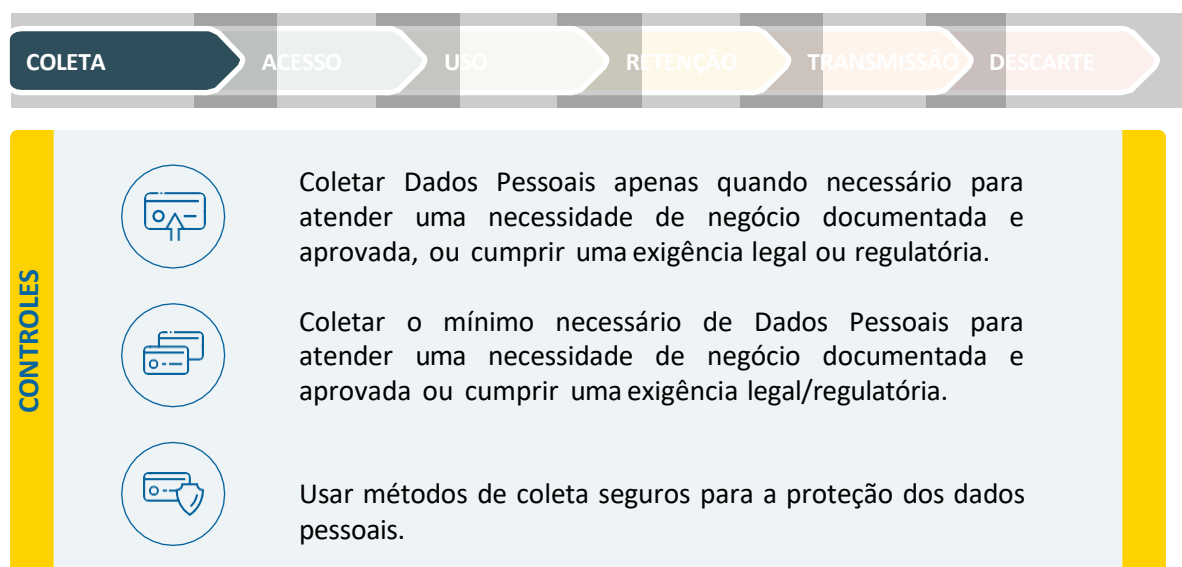 COLETA ACESSO USO RETENÇÃO TRANSMISSÃO DESCARTE
CONTROLES
Coletar Dados Pessoais apenas quando necessário para
atender uma necessidade de negócio documentada e
aprovada, ou cumprir uma exigência legal ou regulatória.
Coletar o mínimo necessário de Dados Pessoais para
atender uma necessidade de negócio documentada e
aprovada ou cumprir uma exigência legal/regulatória.
Usar métodos de coleta seguros para a proteção dos dados
pessoais.